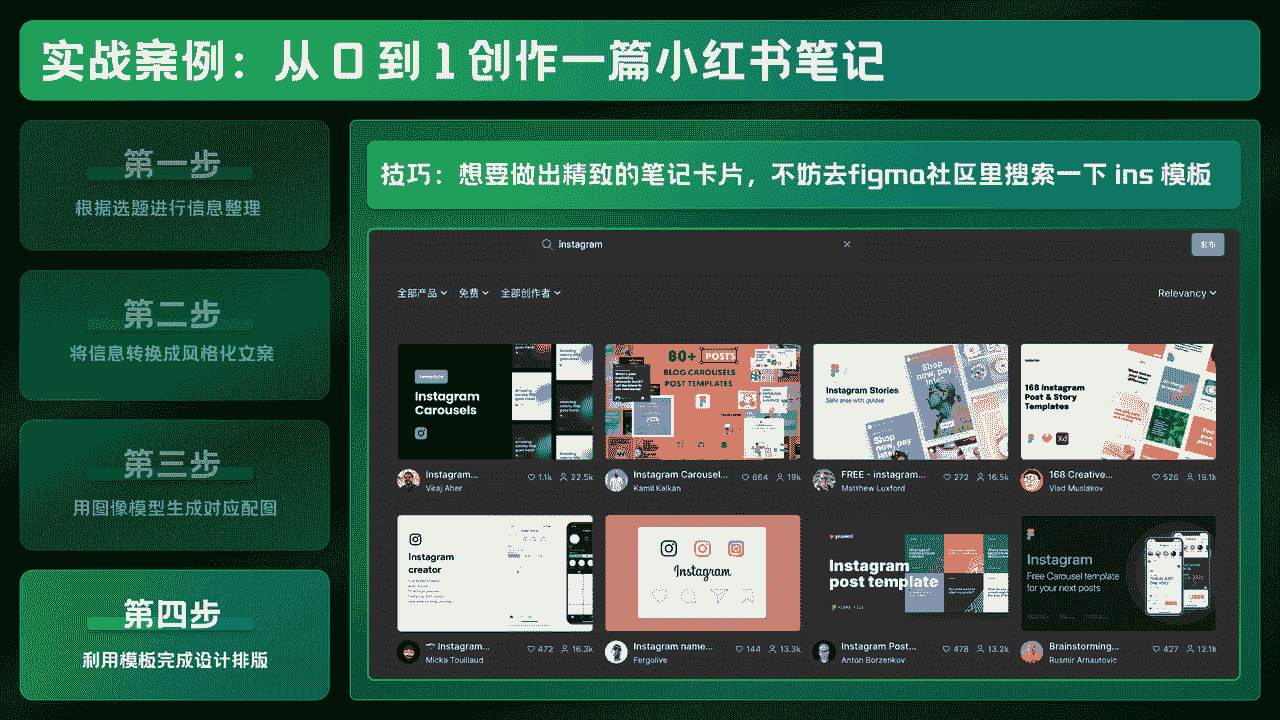 实战案例：从 0 到 1 创作一篇小红书笔记
第一步
根据选题进行信息整理
第二步
将信息转换成风格化文案
第三步
用图像模型生成对应配图
第四步
利用模板完成设计排版
技巧：想要做出精致的笔记卡片，不妨去figma社区里搜索一下 ins 模板
instagram
发布
全部产品 免费 全部创作者 Relevancy
Instagram
Carousels
80+ POSTS
BLOG CAROUSELS
POST TEMPLATES
Instagram Stories
Safe area with guides
Shop
now, pay
later
Shop
now, pay
168 Instagram
Post & Story
Templates
Xd
Instagram... 1.1k 22.5k
Viraj Aher
Instagram Carousel... 664 19k
Kamil Kalkan
FREE - instagram... 272 16.5k
Matthew Luxford
168 Creative... 526 19.1k
Vlad Muslakov
Instagram
creator
Instagram
Instagram
post template
Instagram
Free Carousel template
for your next posts
Instagram... 472 16.3k
Micka Touillaud
Instagram name... 144 13.3k
Fergolive
Instagram Post... 478 13.2k
Anton Borzenkov
Brainstorming... 427 12.1k
Rusmir Arnautovic